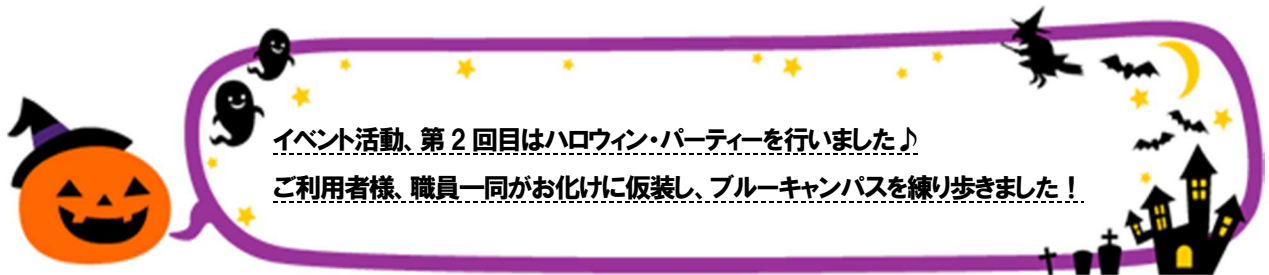 イベント活動、第2回目はハロウィン・パーティーを行いました♪
ご利用者様、職員一同がお化けに仮装し、ブルーキャンパスを練り歩きました！